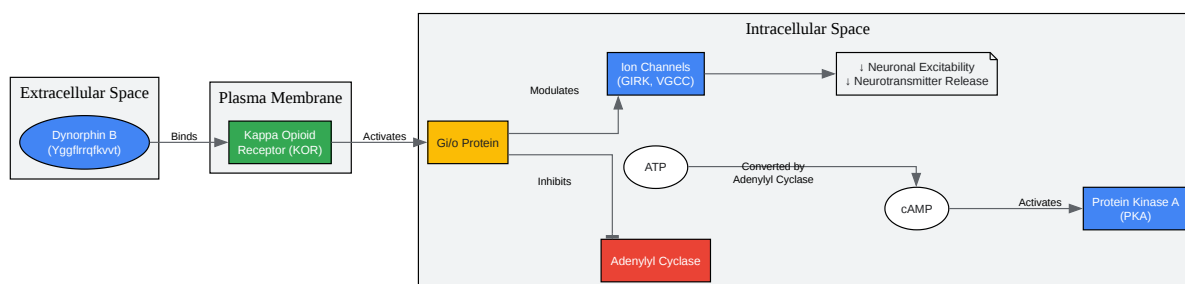 Extracellular Space
Dynorphin B
(Yggflrrqfkvvt)
Binds
Plasma Membrane
Kappa Opioid
Receptor (KOR)
Activates
Intracellular Space
Gi/o Protein
Modulates
Ion Channels
(GIRK, VGCC)
↓ Neuronal Excitability
↓ Neurotransmitter Release
Inhibits
Adenylyl Cyclase
ATP
Converted by
Adenylyl Cyclase
cAMP
Activates
Protein Kinase A
(PKA)